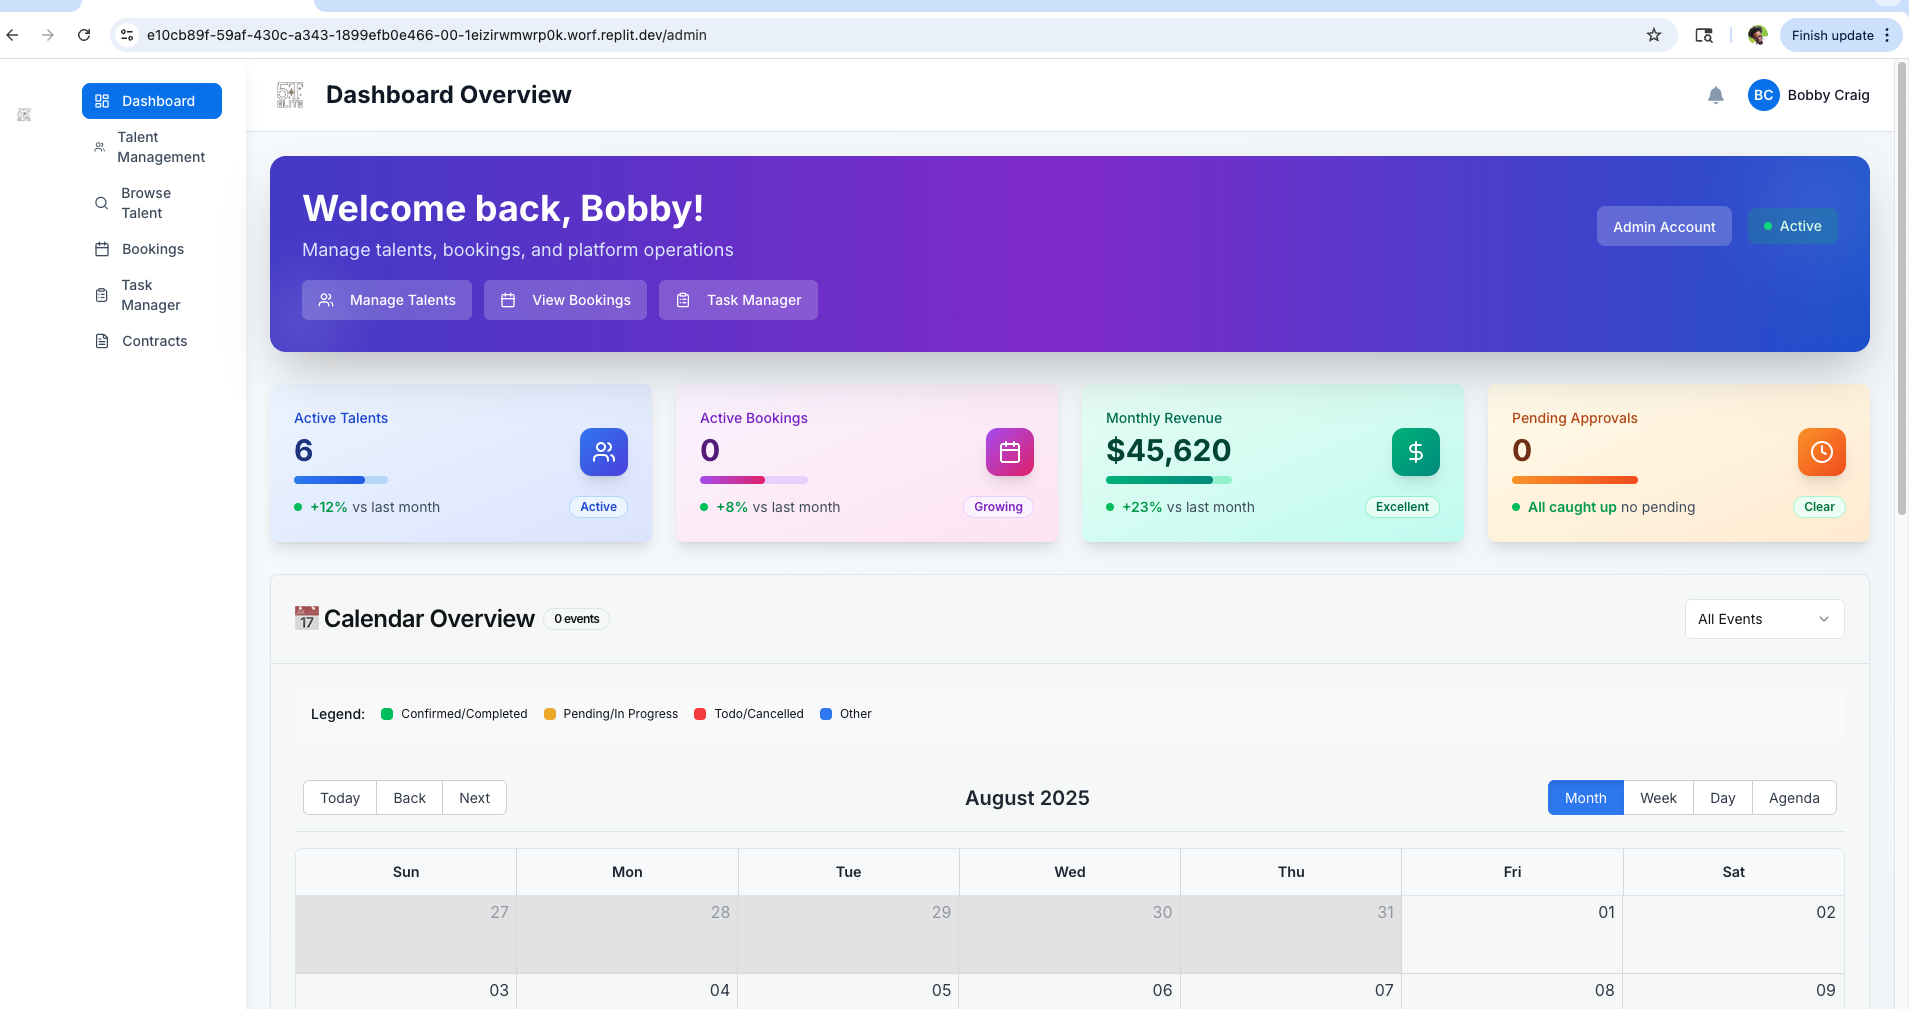 e10cb89f-59af-430c-a343-1899efb0e466-00-1eizirwmwrp0k.worf.replit.dev/admin
Finish update
Dashboard
Talent
Management
Browse
Talent
Bookings
Task
Manager
Contracts
5T
ELITE
Dashboard Overview
BC
Bobby Craig
Welcome back, Bobby!
Manage talents, bookings, and platform operations
Manage Talents
View Bookings
Task Manager
Admin Account
Active
Active Talents
6
+12% vs last month
Active
Active Bookings
0
+8% vs last month
Growing
Monthly Revenue
$45,620
+23% vs last month
Excellent
Pending Approvals
0
All caught up no pending
Clear
17
Calendar Overview
0 events
All Events
Legend:
Confirmed/Completed
Pending/In Progress
Todo/Cancelled
Other
Today
Back
Next
August 2025
Month
Week
Day
Agenda
Sun Mon Tue Wed Thu Fri Sat
27 28 29 30 31 01 02
03 04 05 06 07 08 09